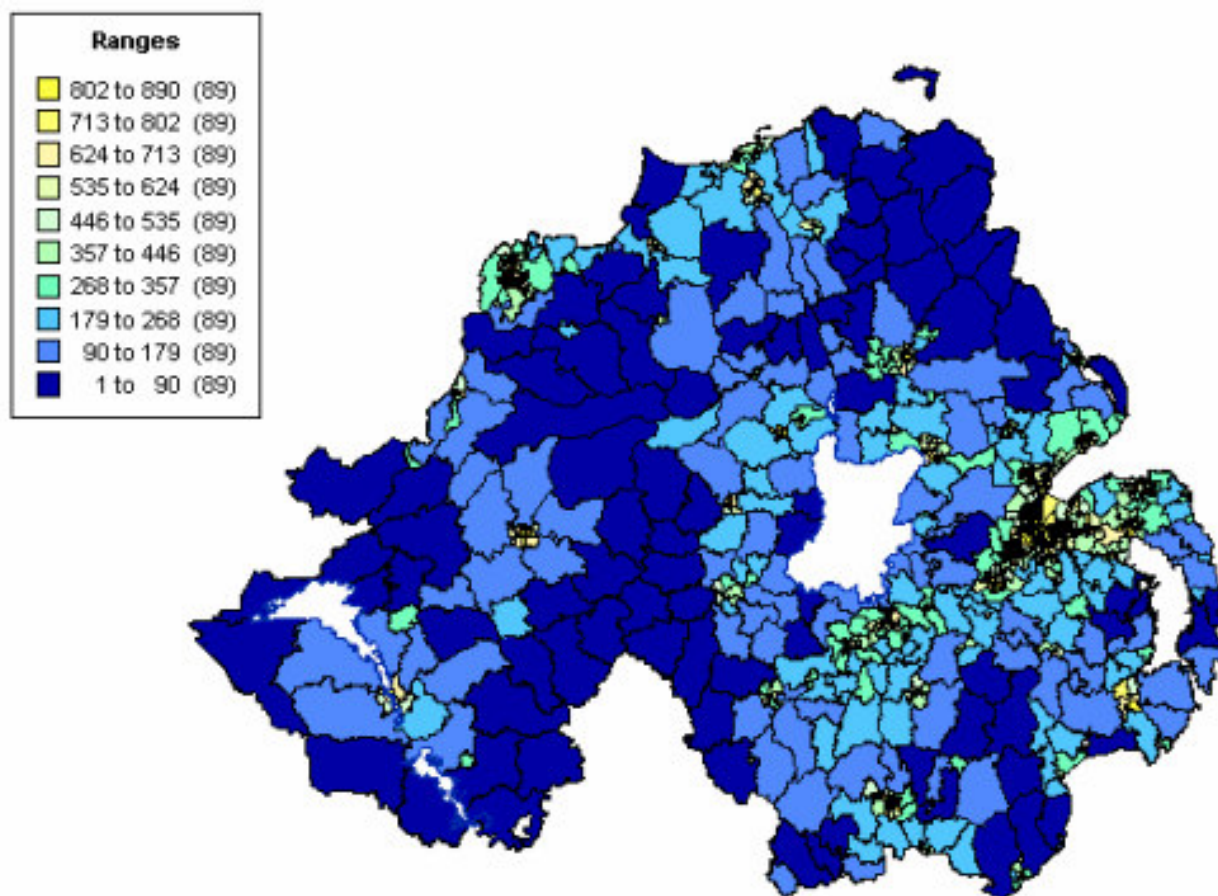 Ranges
802 to 890 (89)
713 to 802 (89)
624 to 713 (89)
535 to 624 (89)
446 to 535 (89)
357 to 446 (89)
268 to 357 (89)
179 to 268 (89)
90 to 179 (89)
1 to 90 (89)